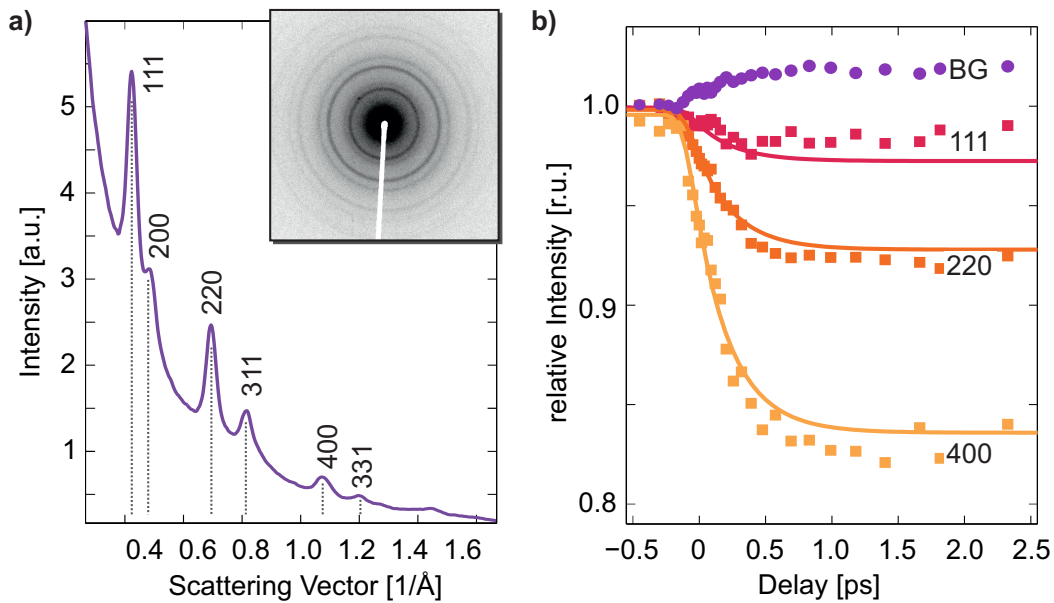 a)
Intensity [a.u.]
5
4
3
2
1
111
200
220
311
400
331
0.4 0.6 0.8 1.0 1.2 1.4 1.6
Scattering Vector [1/Å]
b)
relative Intensity [r.u.]
1.0
0.9
0.8
BG
111
220
400
−0.5 0 0.5 1.0 1.5 2.0 2.5
Delay [ps]